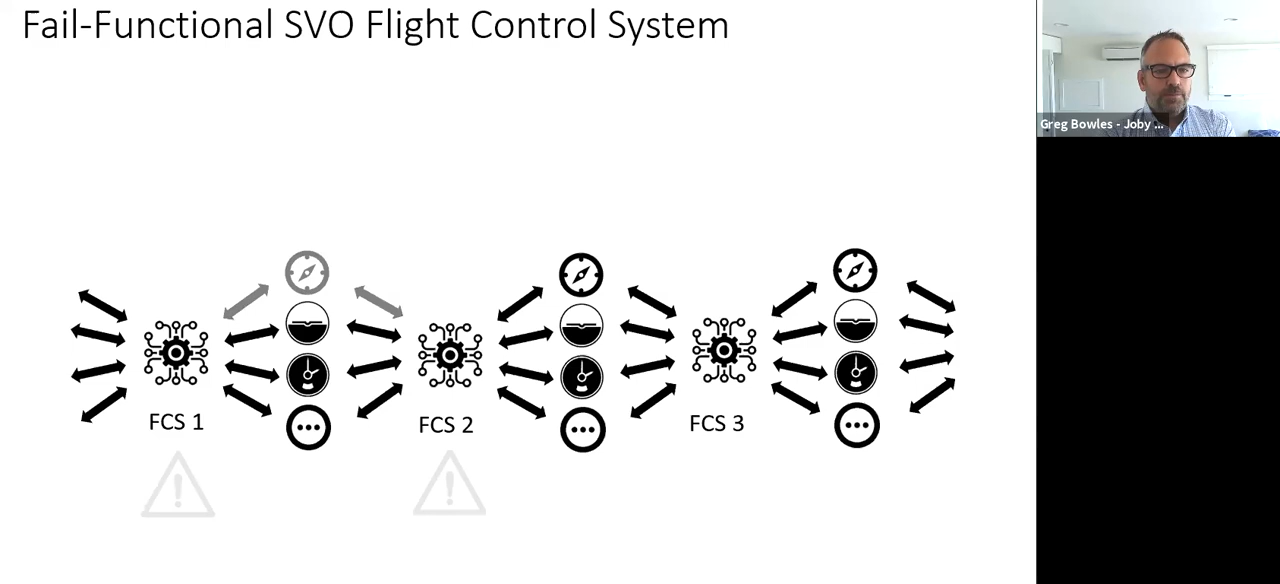 Fail-Functional SVO Flight Control System
Greg Bowles - Joby ...
FCS 1
FCS 2
FCS 3